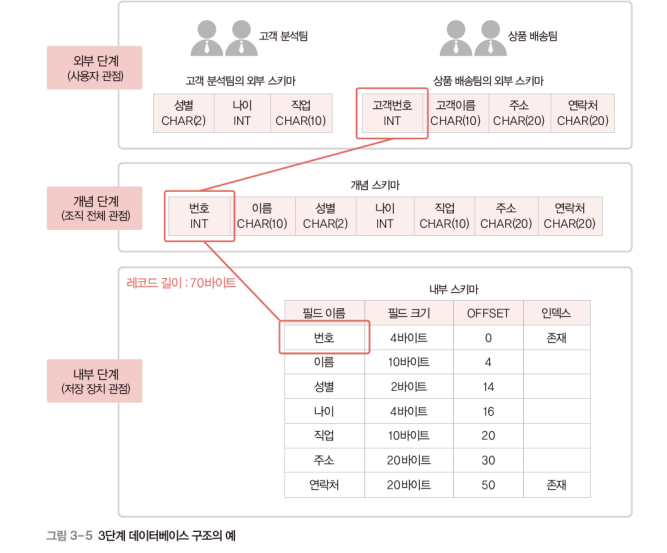 고객 분석팀
상품 배송팀
외부 단계
(사용자 관점)
고객 분석팀의 외부 스키마
상품 배송팀의 외부 스키마
성별 나이 직업 고객번호 고객이름 주소 연락처
CHAR(2) INT CHAR(10) INT CHAR(10) CHAR(20) CHAR(20)
개념 스키마
개념 단계
(조직 전체 관점)
번호 이름 성별 나이 직업 주소 연락처
INT CHAR(10) CHAR(2) INT CHAR(10) CHAR(20) CHAR(20)
레코드 길이 : 70바이트
내부 스키마
필드 이름 필드 크기 OFFSET 인덱스
번호 4바이트 0 존재
이름 10바이트 4
성별 2바이트 14
내부 단계
(저장 장치 관점)
나이 4바이트 16
직업 10바이트 20
주소 20바이트 30
연락처 20바이트 50 존재
그림 3-5 3단계 데이터베이스 구조의 예